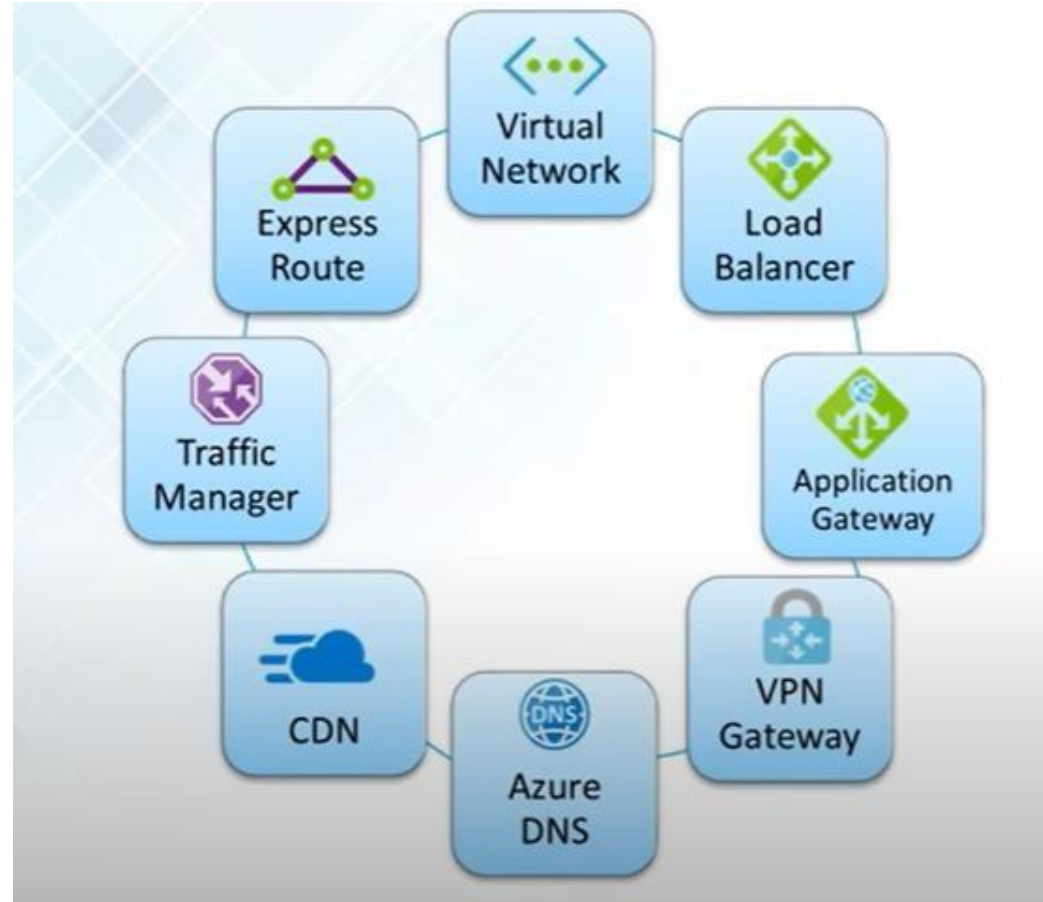 Virtual
Network
Load
Balancer
Application
Gateway
VPN
Gateway
DNS
Azure
DNS
CDN
Traffic
Manager
Express
Route